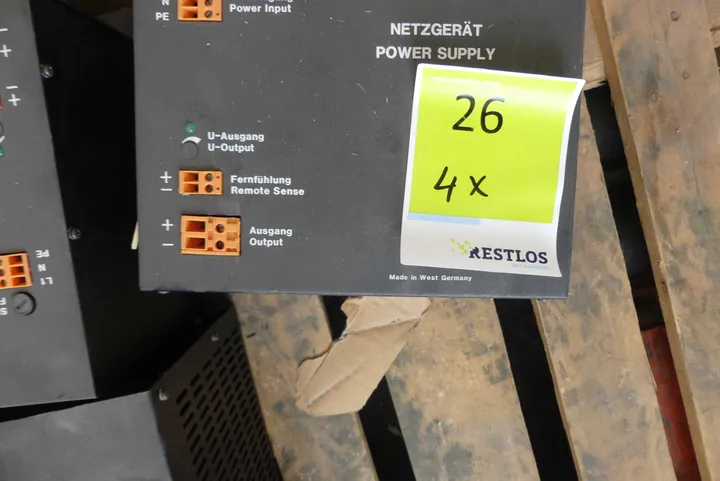 N
PE
Power Input
NETZGERÄT
POWER SUPPLY
26
4x
U-Ausgang
U-Output
+
-
Fernfühlung
Remote Sense
+
-
Ausgang
Output
RESTLOS
Made in West Germany
-
+
-
+
L1
N
PE